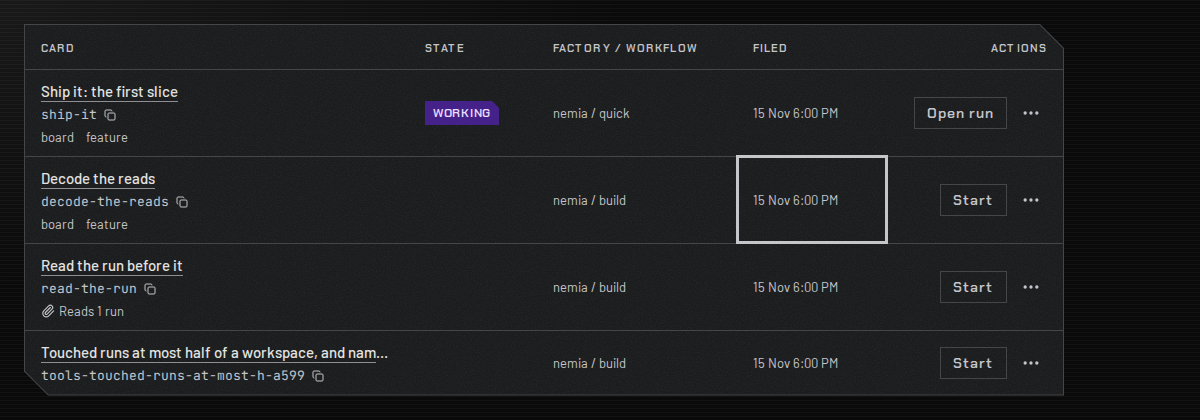 CARD STATE FACTORY / WORKFLOW FILED ACTIONS
Ship it: the first slice
ship-it WORKING nemia / quick 15 Nov 6:00 PM Open run
board feature
Decode the reads
decode-the-reads nemia / build 15 Nov 6:00 PM Start
board feature
Read the run before it
read-the-run nemia / build 15 Nov 6:00 PM Start
Reads 1 run
Touched runs at most half of a workspace, and nam...
tools-touched-runs-at-most-h-a599 nemia / build 15 Nov 6:00 PM Start